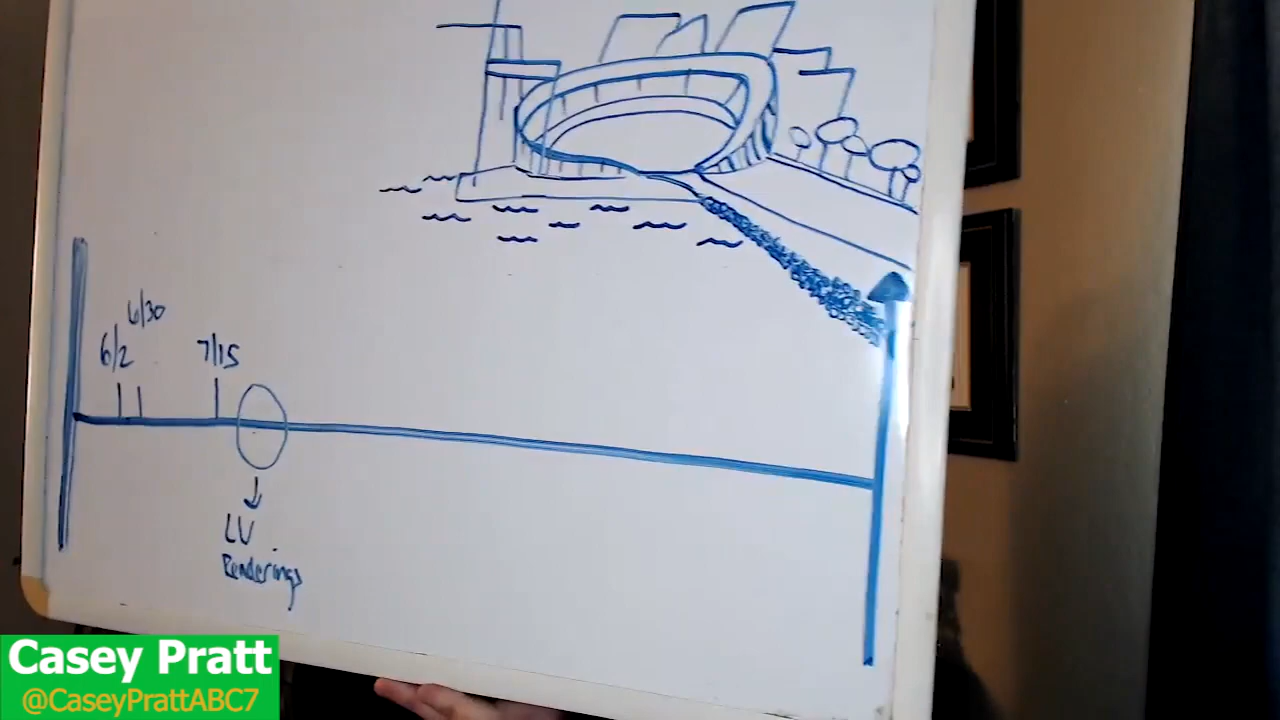 6/30
6/2
7/15
LV
Renderings
Casey Pratt
@CaseyPrattABC7